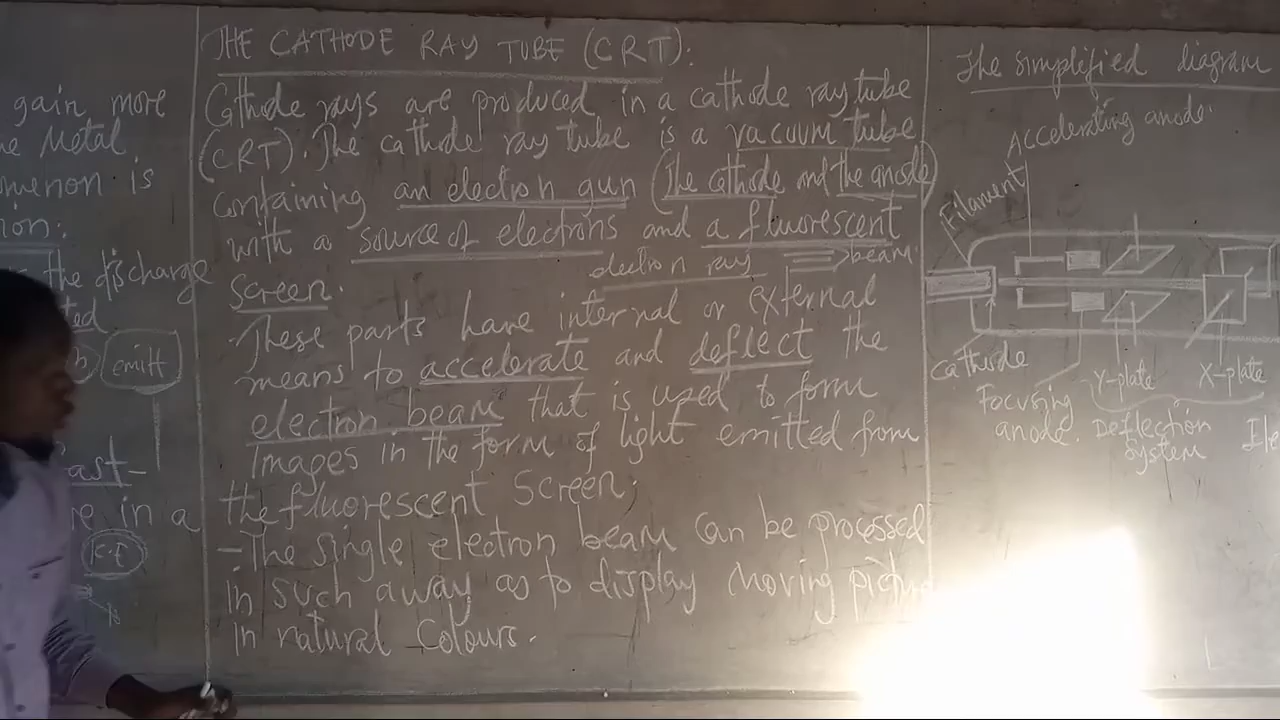 gain more
Metal
omenon is
the discharge
emitt
in a
K.E
THE CATHODE RAY TUBE (CRT):
Cathode rays are produced in a cathode ray tube
(CRT). The cathode ray tube is a vacuum tube
containing an electron gun (the cathode and the anode)
with a source of electrons and a fluorescent
screen.
electron ray beam
These parts have internal or external
means to accelerate and deflect the
electron beam that is used to form
images in the form of light emitted from
the fluorescent screen.
- The single electron beam can be processed
in such away as to display moving pictu
in natural colours.
The simplified diagram
Accelerating anode.
Filament
cathode
Focusing
anode.
Y-plate X-plate
Deflection
system